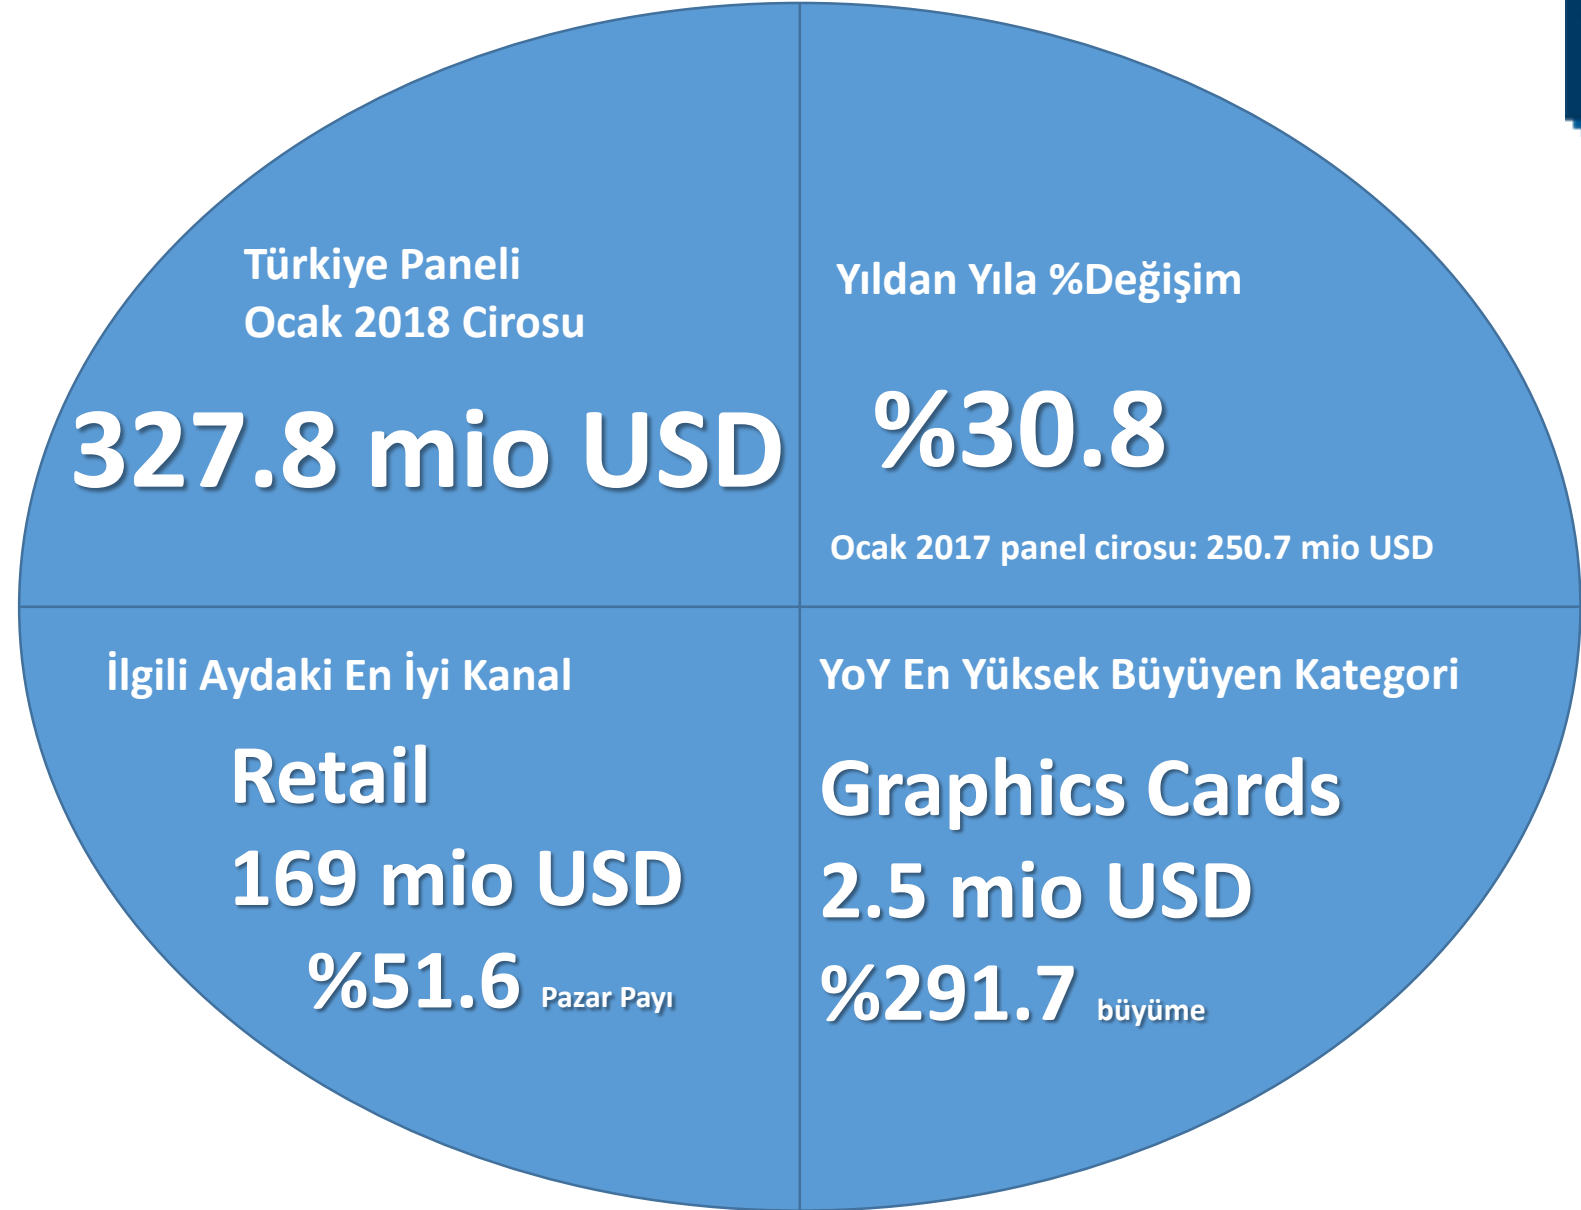 Türkiye Paneli
Ocak 2018 Cirosu
327.8 mio USD
Yıldan Yıla %Değişim
%30.8
Ocak 2017 panel cirosu: 250.7 mio USD
İlgili Aydaki En İyi Kanal
Retail
169 mio USD
%51.6 Pazar Payı
YoY En Yüksek Büyüyen Kategori
Graphics Cards
2.5 mio USD
%291.7 büyüme